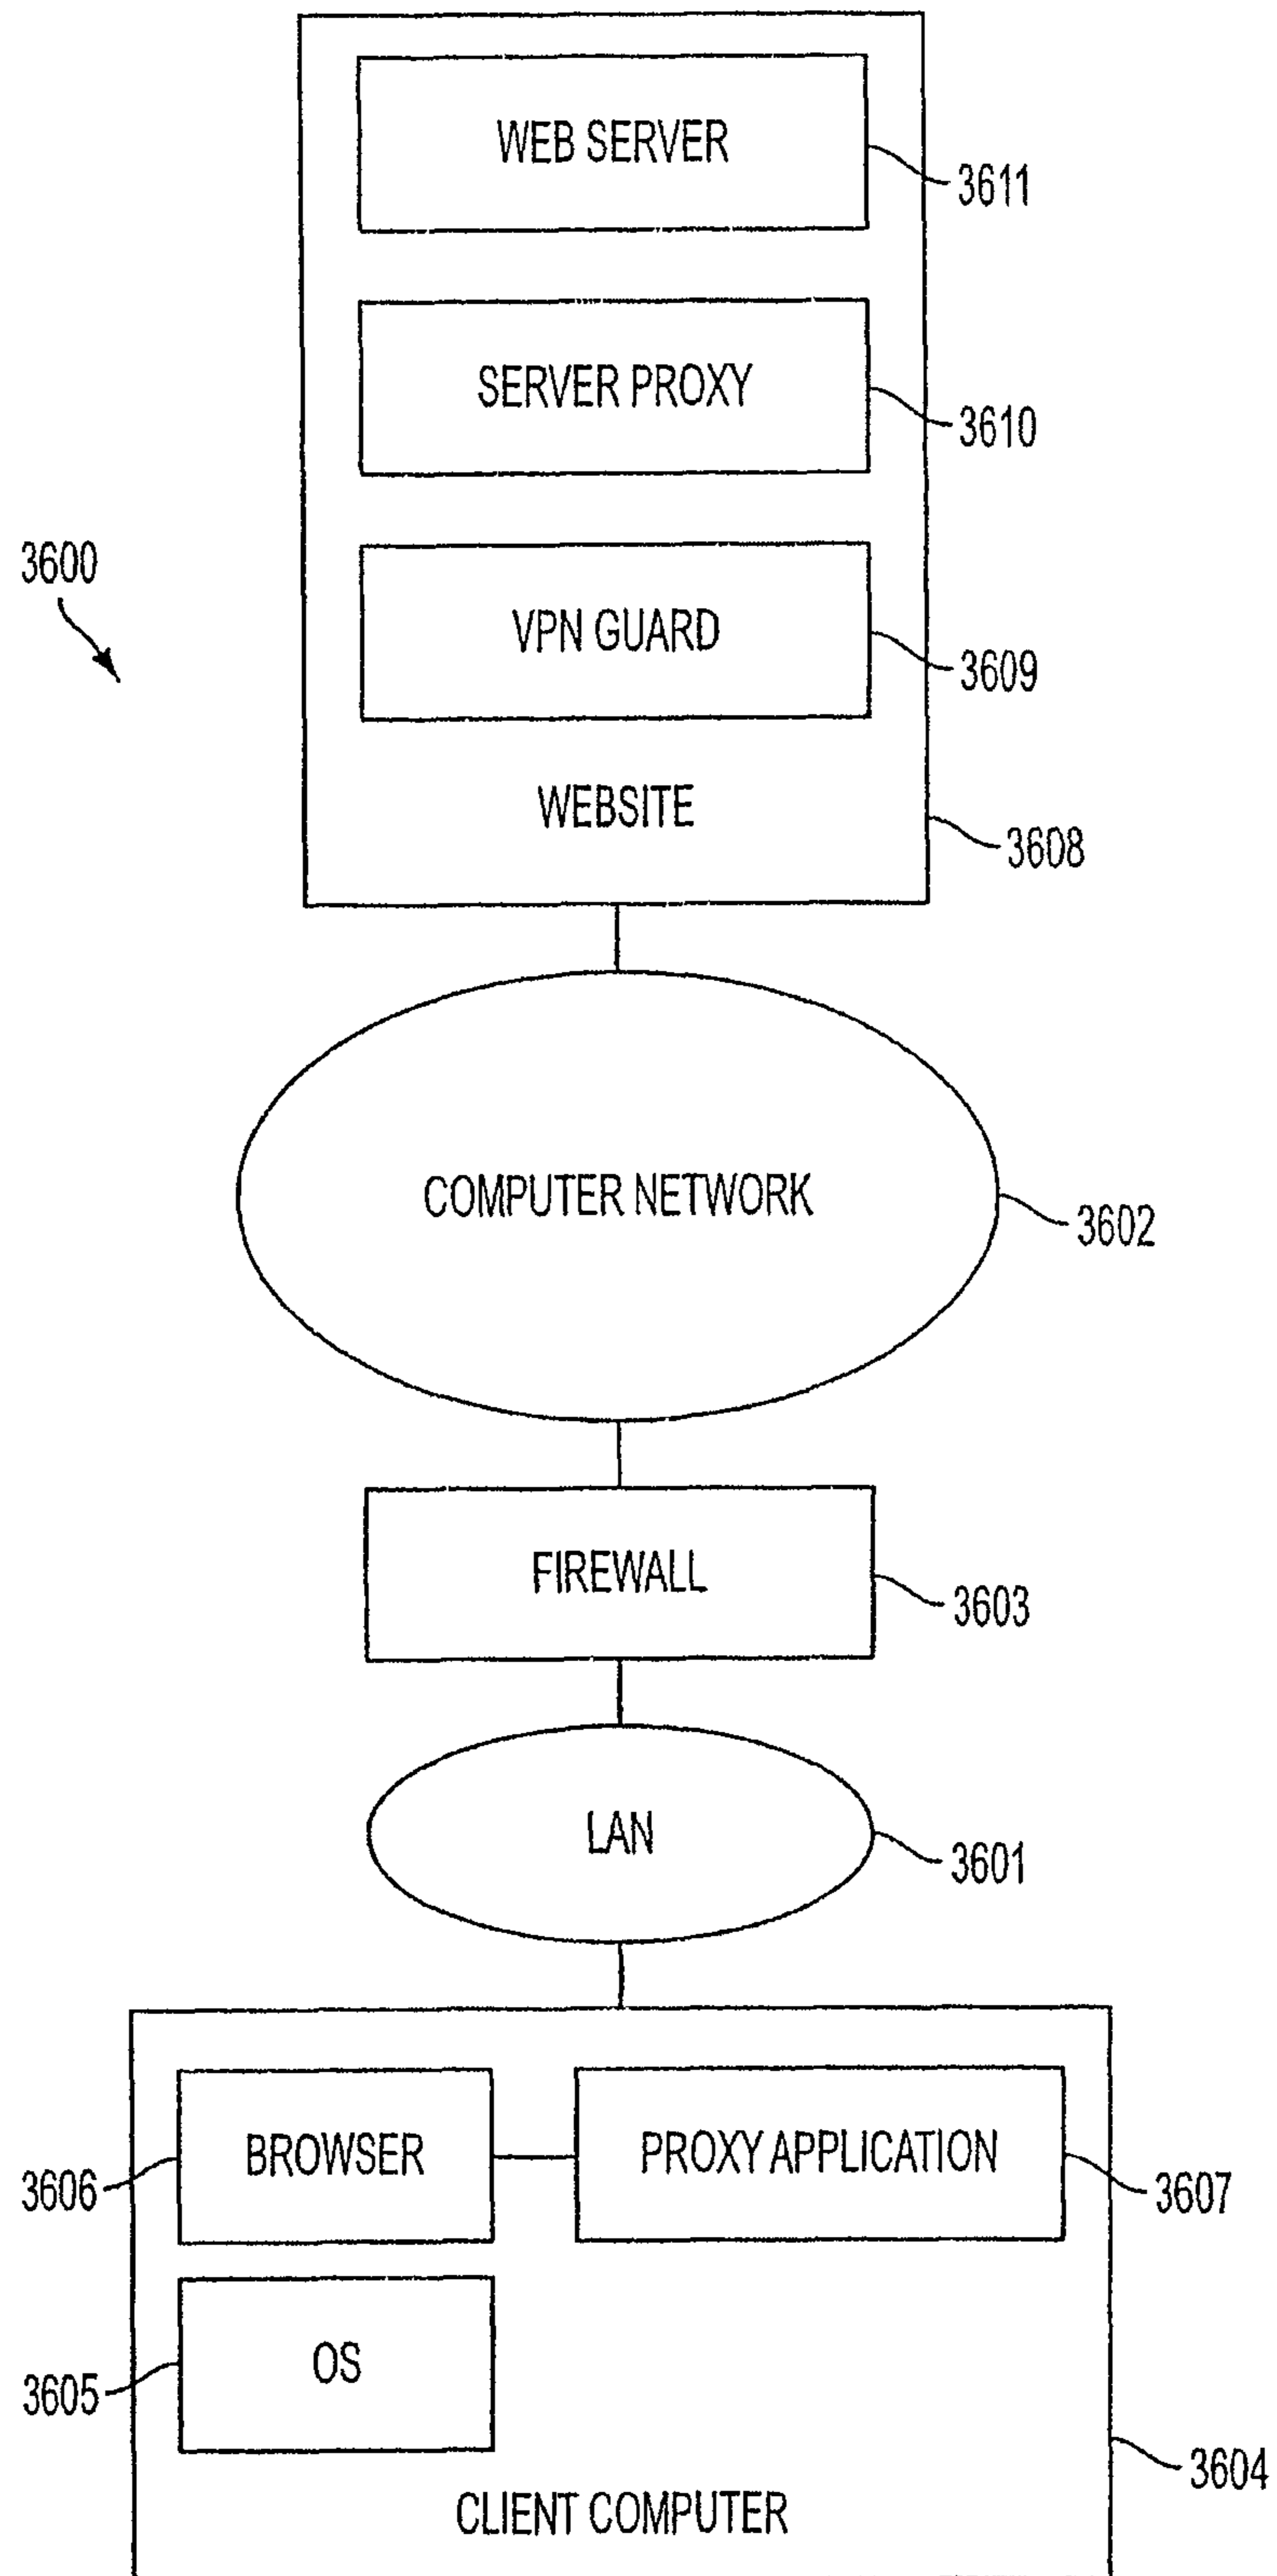 WEB SERVER
3611
SERVER PROXY
3610
3600
VPN GUARD
3609
WEBSITE
3608
COMPUTER NETWORK
3602
FIREWALL
3603
LAN
3601
BROWSER
PROXY APPLICATION
3606
3607
OS
3605
3604
CLIENT COMPUTER